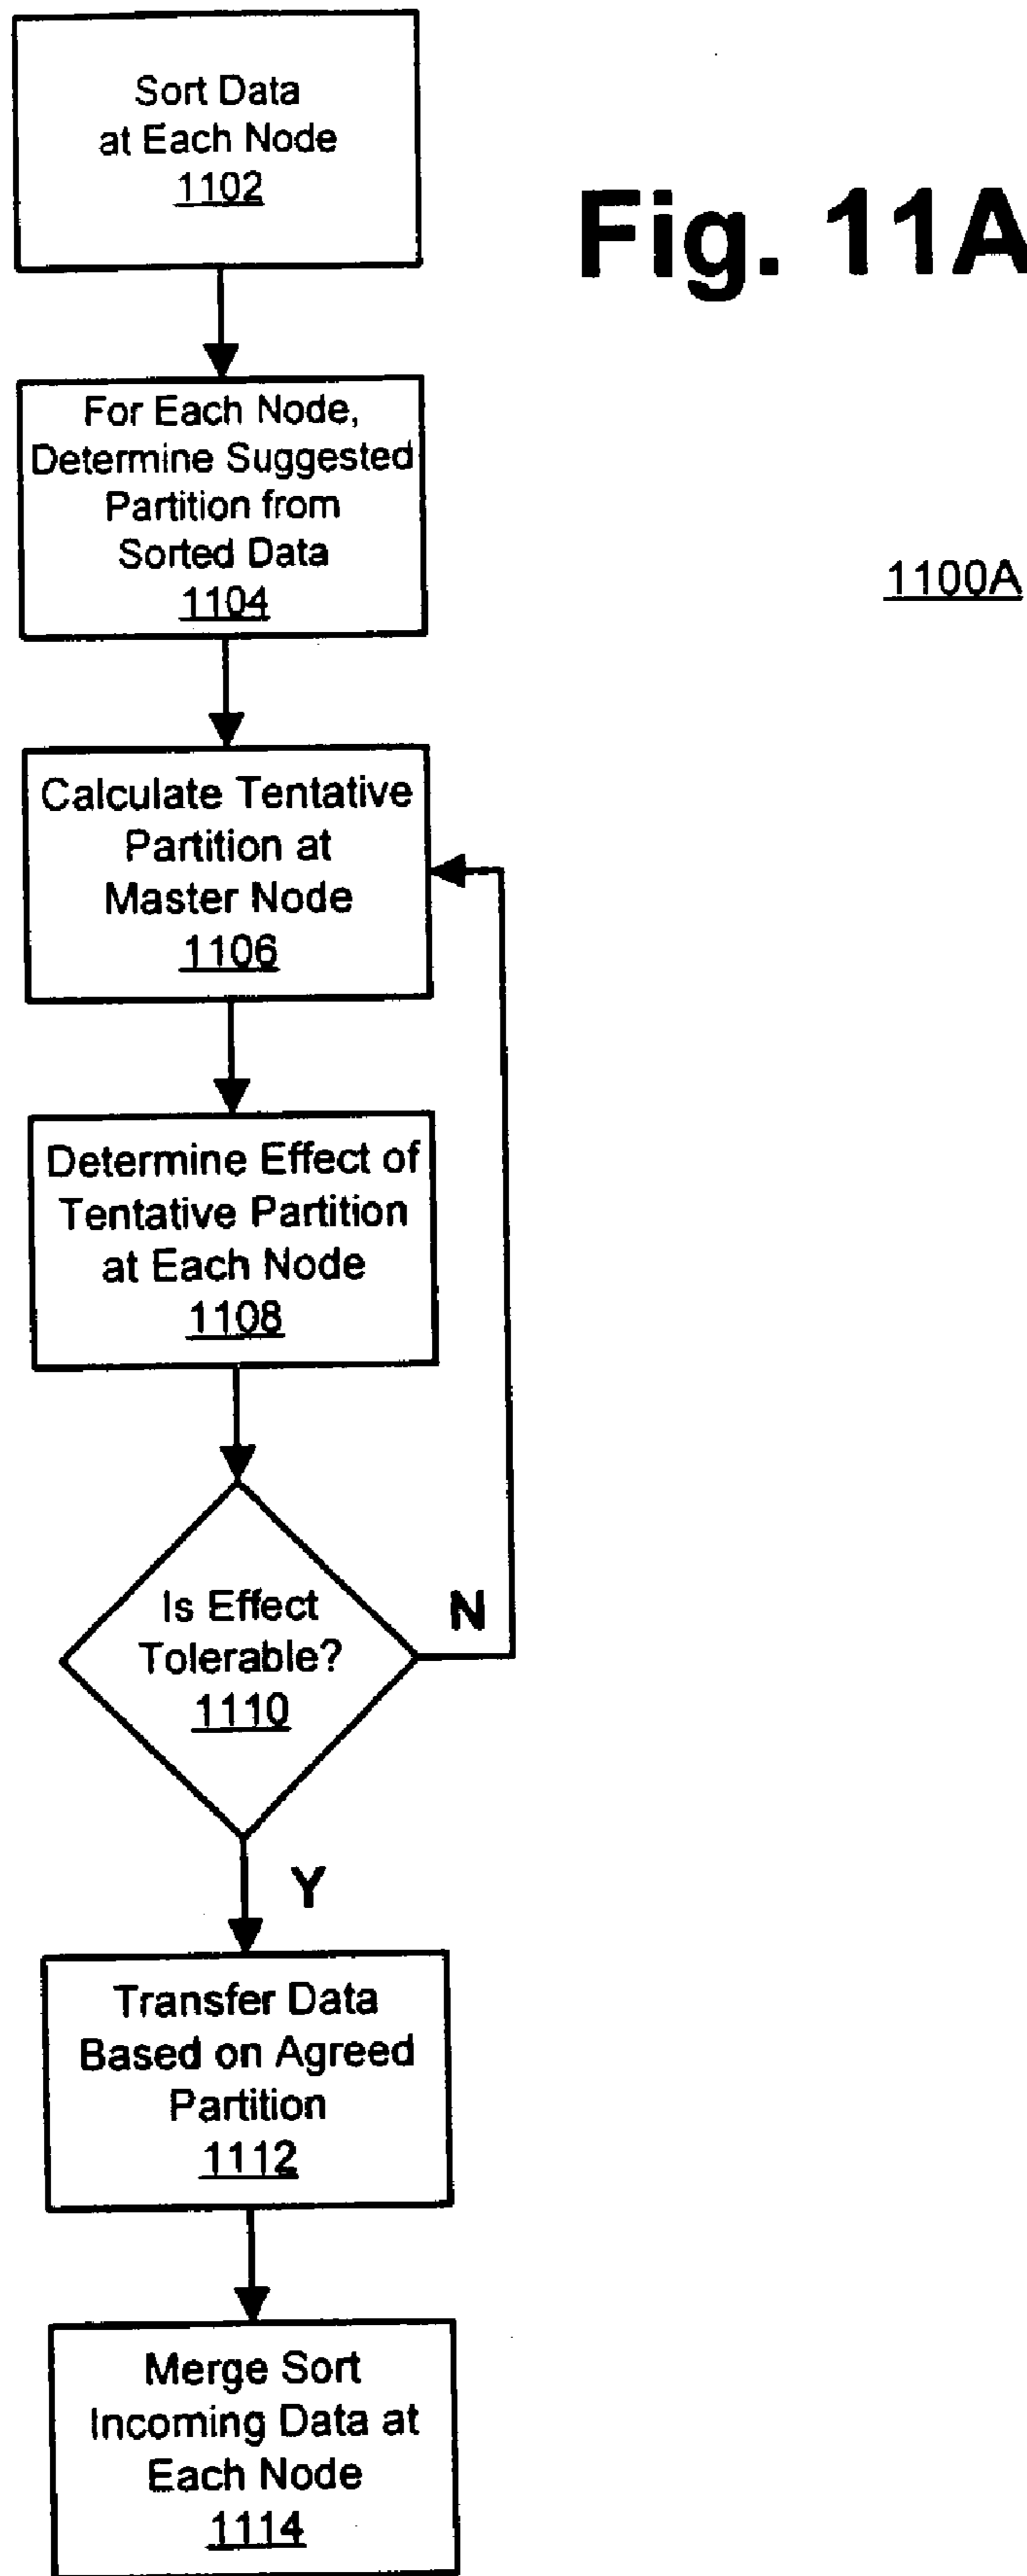 Sort Data
at Each Node
1102
Fig. 11A
For Each Node,
Determine Suggested
Partition from
Sorted Data
1104
1100A
Calculate Tentative
Partition at
Master Node
1106
Determine Effect of
Tentative Partition
at Each Node
1108
Is Effect
Tolerable?
1110
N
Y
Transfer Data
Based on Agreed
Partition
1112
Merge Sort
Incoming Data at
Each Node
1114